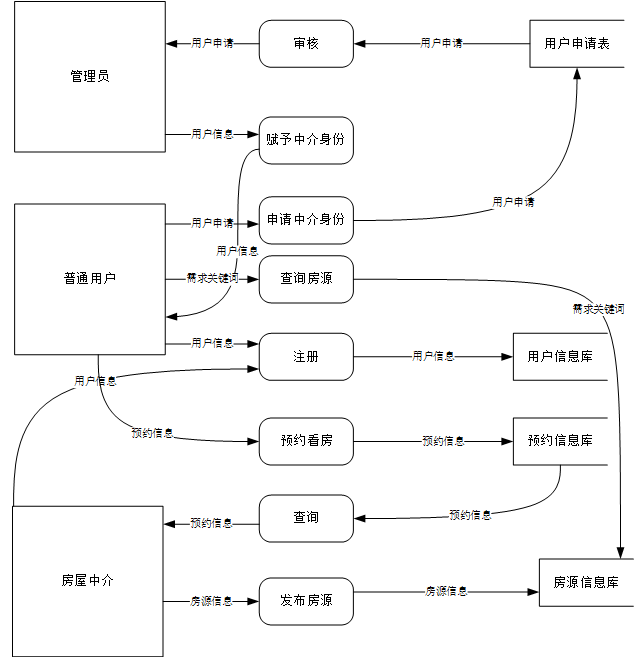 用户申请
审核
用户申请
用户申请表
管理员
用户信息
赋予中介身份
用户申请
申请中介身份
用户申请
用户信息
普通用户
需求关键词
查询房源
需求关键词
用户信息
注册
用户信息
用户信息库
用户信息
预约信息
预约看房
预约信息
预约信息库
预约信息
查询
预约信息
房屋中介
房源信息
发布房源
房源信息
房源信息库